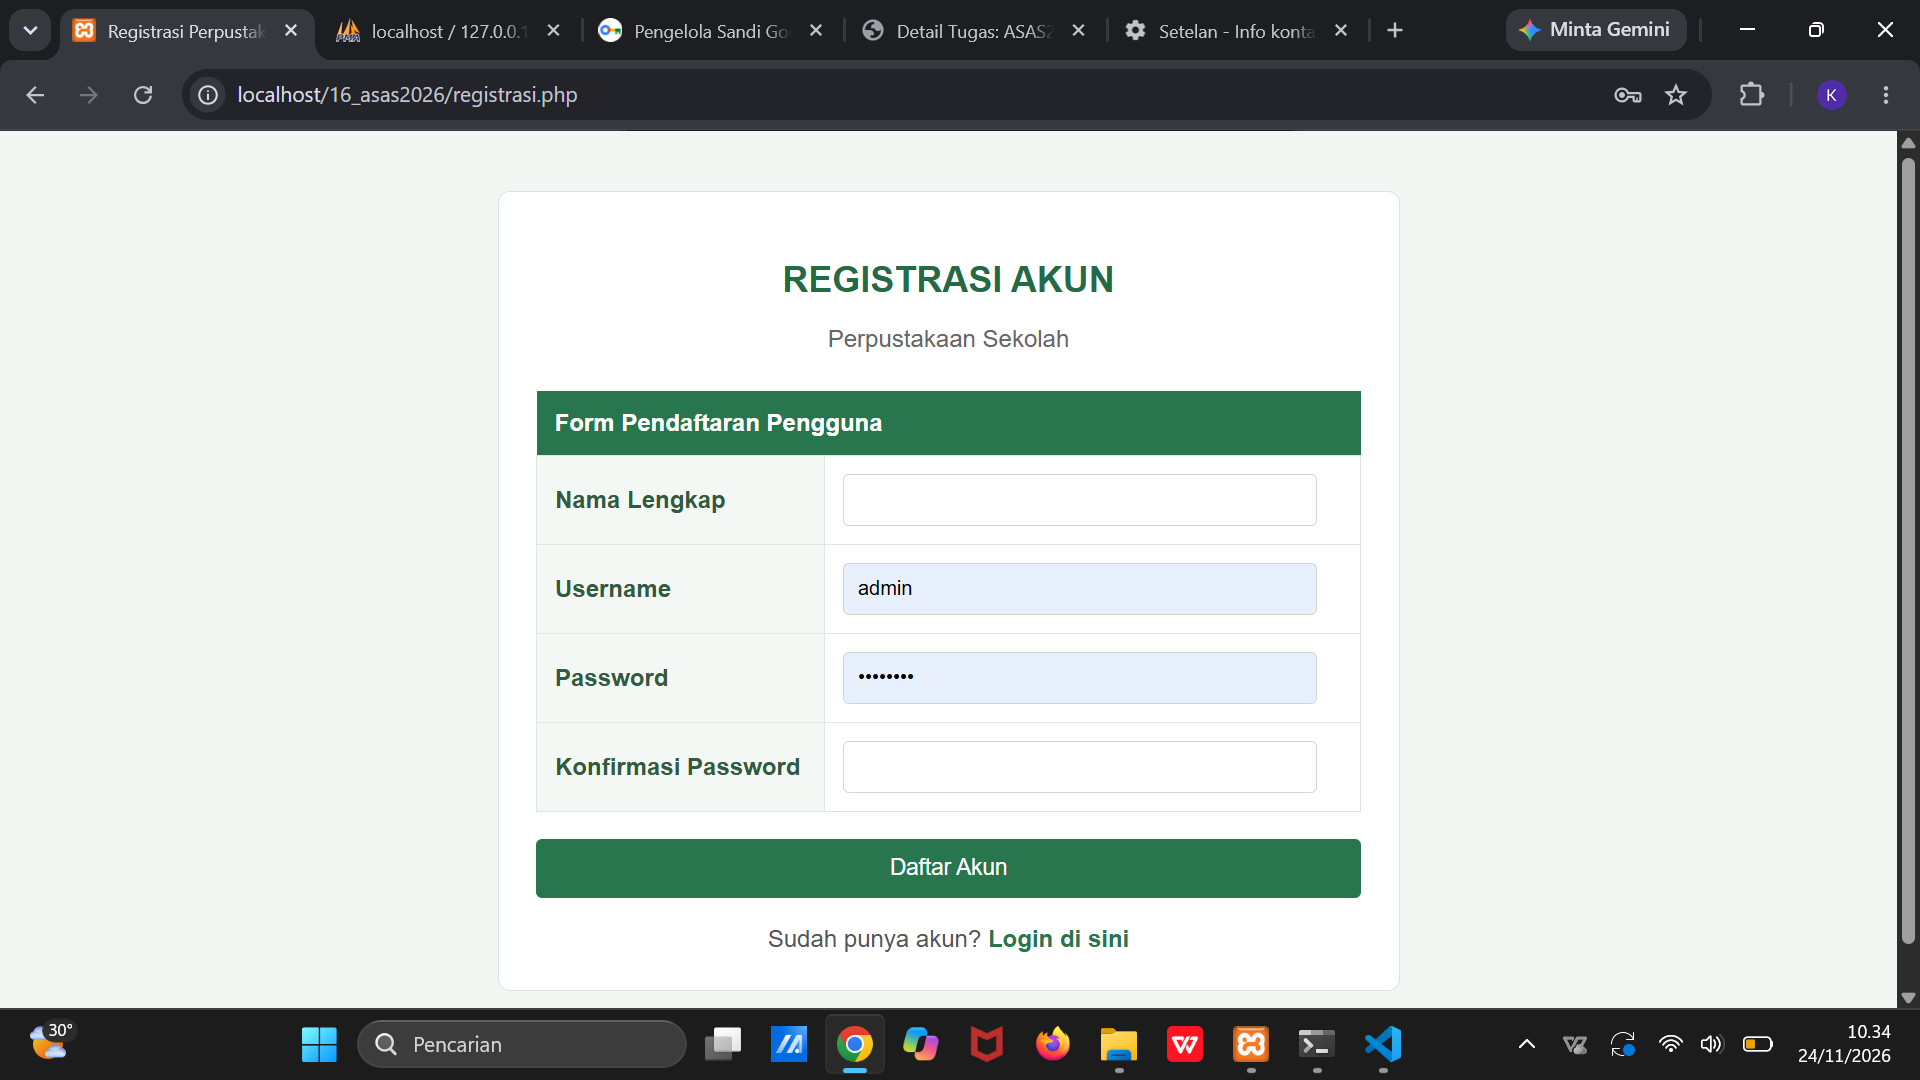 Registrasi Perpustak
localhost / 127.0.0.1
Pengelola Sandi Go
Detail Tugas: ASAS2
Setelan - Info konta
Minta Gemini
localhost/16_asas2026/registrasi.php
K
REGISTRASI AKUN
Perpustakaan Sekolah
Form Pendaftaran Pengguna
Nama Lengkap
Username
admin
Password
••••••••
Konfirmasi Password
Daftar Akun
Sudah punya akun? Login di sini
30°
Pencarian
10.34
24/11/2026